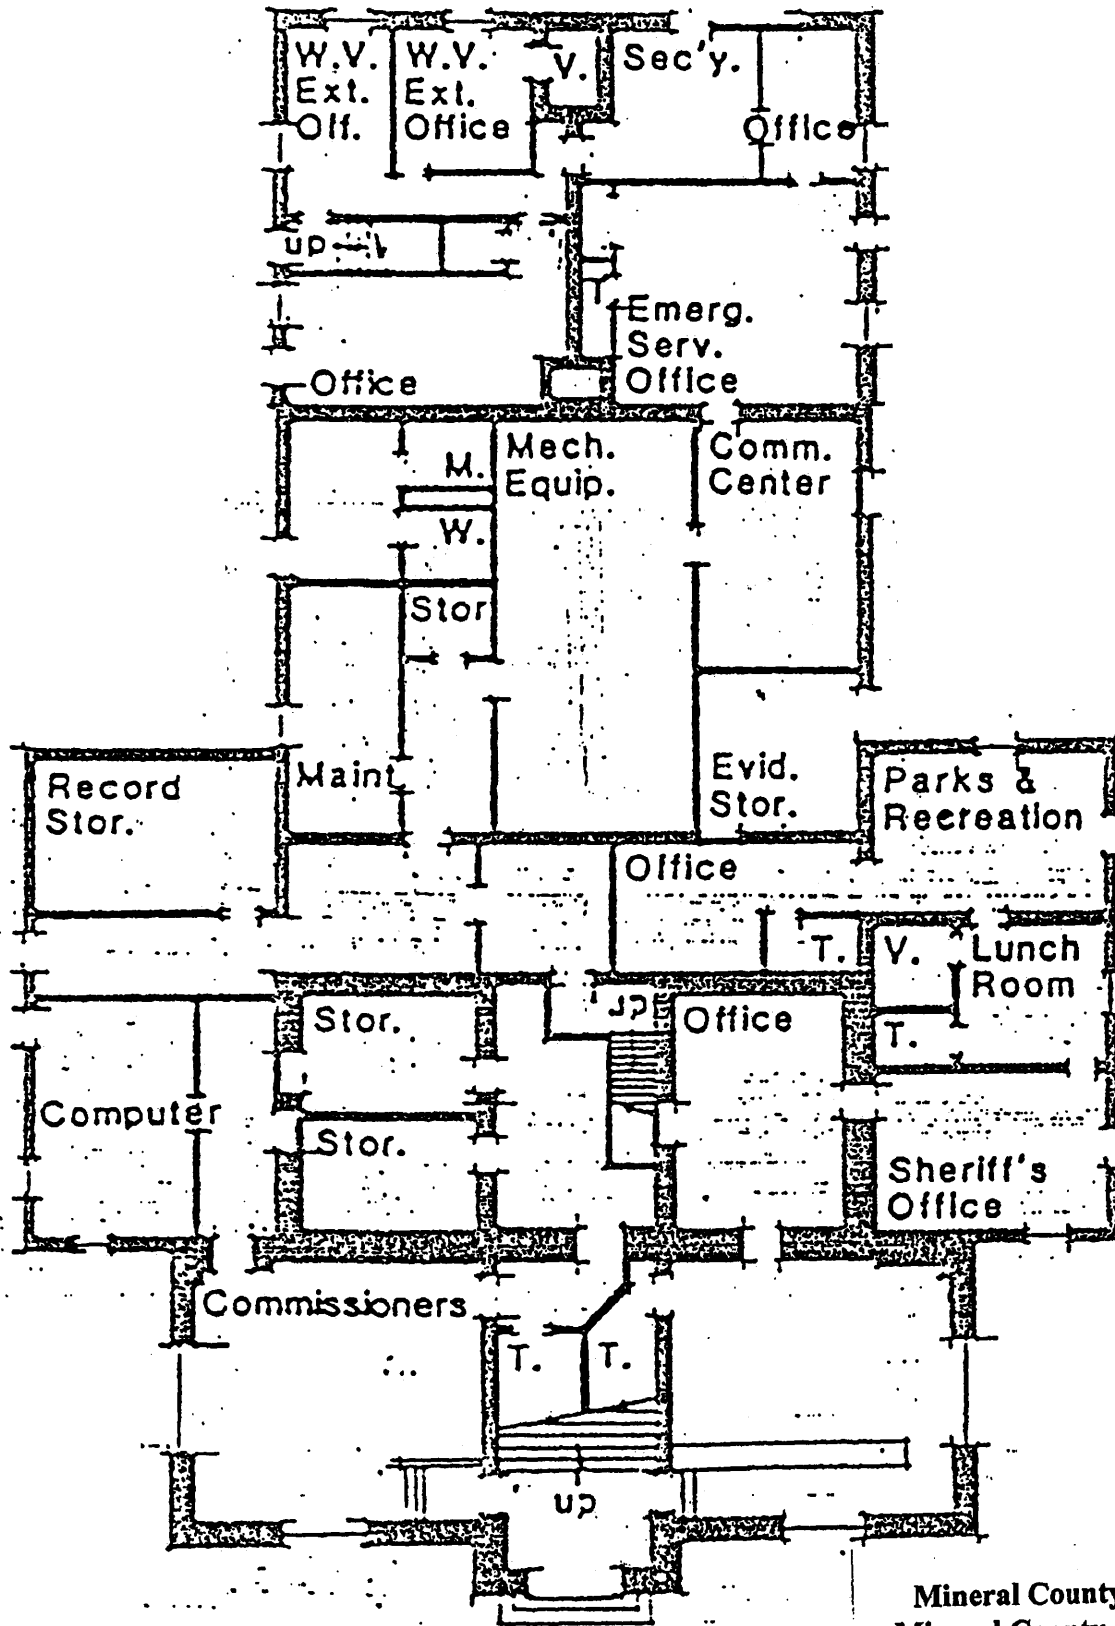 W.V.
Ext.
Off.
W.V.
Ext.
Office
V.
Sec'y.
Office
up
T
Emerg.
Serv.
Office
Office
M.
W.
Mech.
Equip.
Comm.
Center
Stor
Record
Stor.
Maint
Evid.
Stor.
Parks &
Recreation
Office
T.
V.
Lunch
Room
Stor.
up
Office
T.
Computer
Stor.
Sheriff's
Office
Commissioners
T.
T.
up
Mineral County